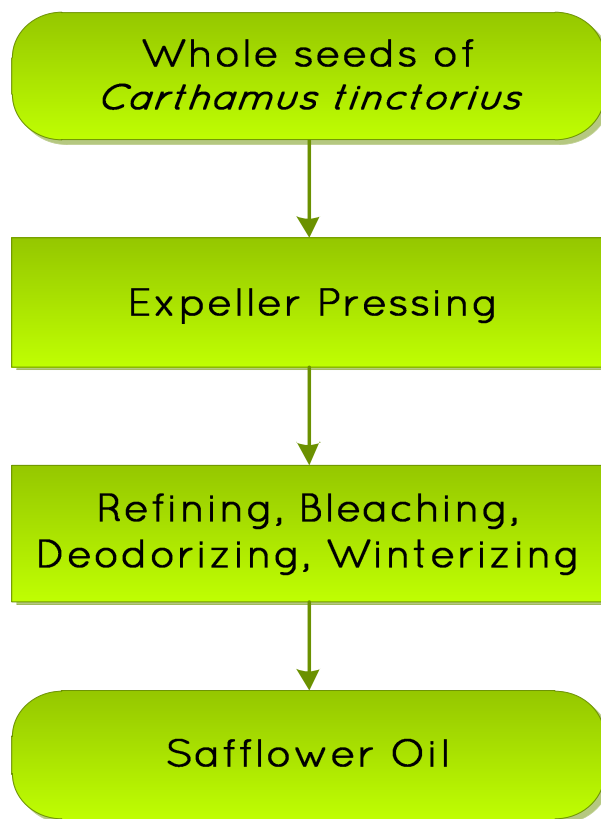 Whole seeds of
Carthamus tinctorius
Expeller Pressing
Refining, Bleaching,
Deodorizing, Winterizing
Safflower Oil